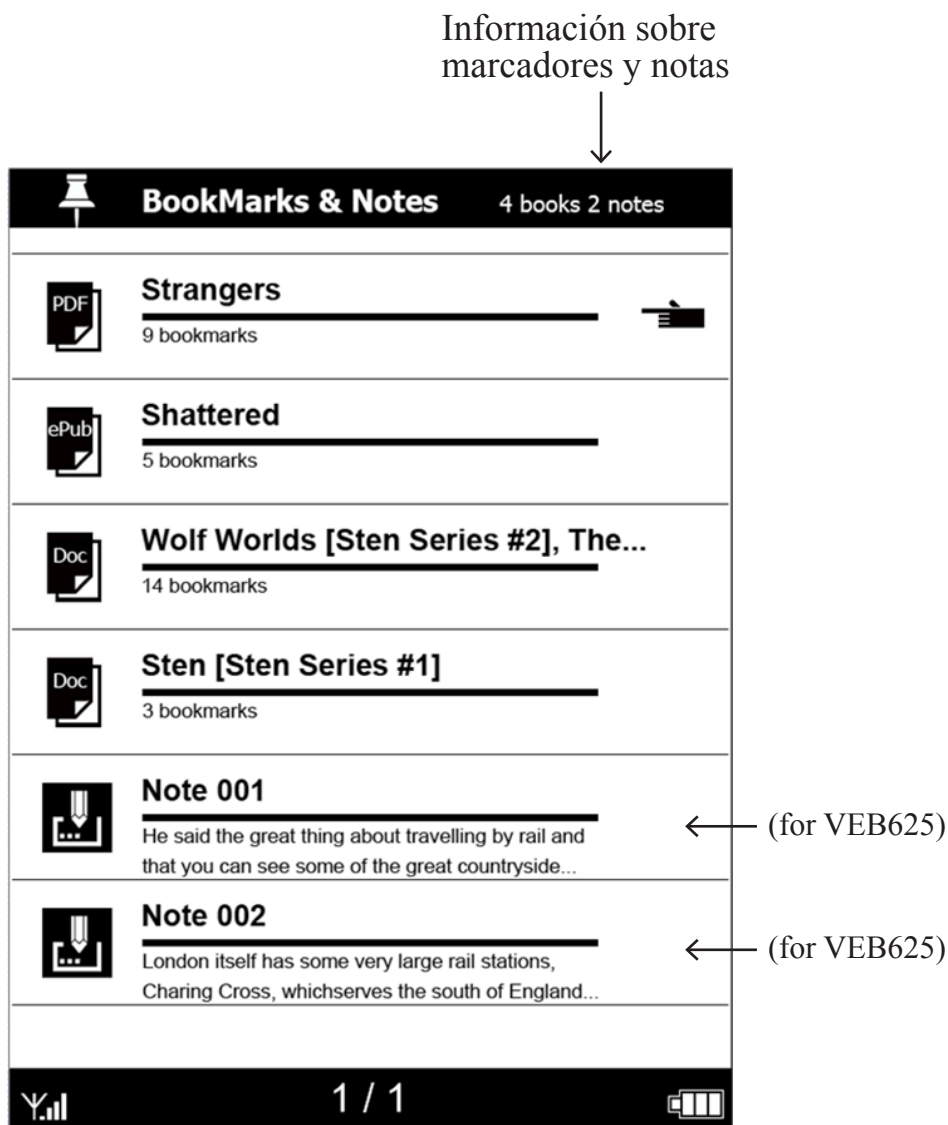 Información sobre
marcadores y notas
BookMarks & Notes 4 books 2 notes
PDF
Strangers
9 bookmarks
ePub
Shattered
5 bookmarks
Doc
Wolf Worlds [Sten Series #2], The...
14 bookmarks
Doc
Sten [Sten Series #1]
3 bookmarks
Note 001
He said the great thing about travelling by rail and
that you can see some of the great countryside...
(for VEB625)
Note 002
London itself has some very large rail stations,
Charing Cross, whichserves the south of England...
(for VEB625)
1 / 1